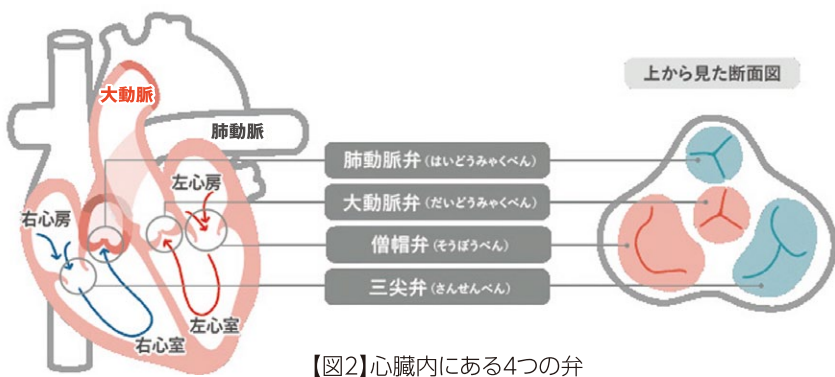 大動脈
肺動脈
左心房
右心房
左心室
右心室
肺動脈弁(はいどうみゃくべん)
大動脈弁(だいどうみゃくべん)
僧帽弁(そうぼうべん)
三尖弁(さんせんべん)
上から見た断面図
【図2】心臓内にある4つの弁